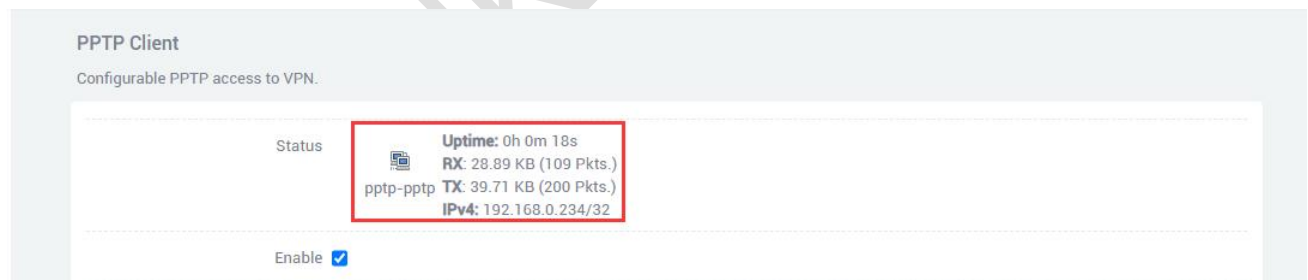 PPTP Client
Configurable PPTP access to VPN.
Status
Uptime: 0h 0m 18s
RX: 28.89 KB (109 Pkts.)
pptp-pptp TX: 39.71 KB (200 Pkts.)
IPv4: 192.168.0.234/32
Enable